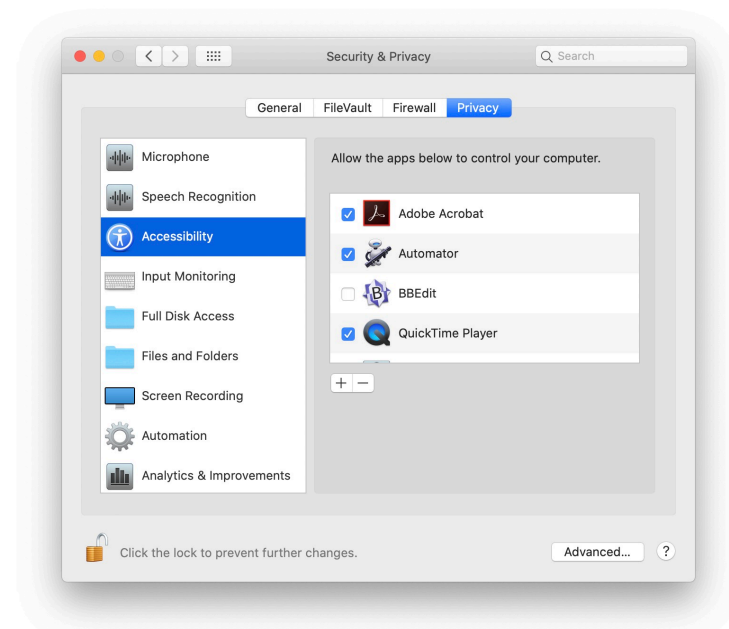 Security & Privacy
Search
General FileVault Firewall Privacy
Microphone
Speech Recognition
Accessibility
Input Monitoring
Full Disk Access
Files and Folders
Screen Recording
Automation
Analytics & Improvements
Allow the apps below to control your computer.
Adobe Acrobat
Automator
BBEdit
QuickTime Player
+ −
Click the lock to prevent further changes.
Advanced... ?